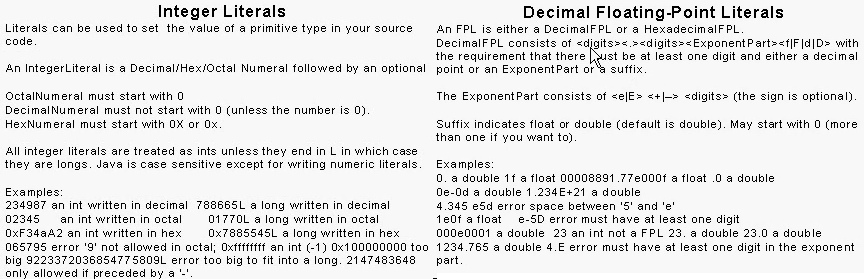 Integer Literals
Literals can be used to set the value of a primitive type in your source
code.
An IntegerLiteral is a Decimal/Hex/Octal Numeral followed by an optional
OctalNumeral must start with 0
DecimalNumeral must not start with 0 (unless the number is 0).
HexNumeral must start with 0X or 0x.
All integer literals are treated as ints unless they end in L in which case
they are longs. Java is case sensitive except for writing numeric literals.
Examples:
234987 an int written in decimal 788665L a long written in decimal
02345 an int written in octal 01770L a long written in octal
0xF34aA2 an int written in hex 0x7885545L a long written in hex
065795 error '9' not allowed in octal; 0xffffffff an int (-1) 0x100000000 too
big 9223372036854775809L error too big to fit into a long. 2147483648
only allowed if preceded by a '-'.
Decimal Floating-Point Literals
An FPL is either a DecimalFPL or a HexadecimalFPL.
DecimalFPL consists of <digits><.><digits><ExponentPart><f|F|d|D> with
the requirement that there must be at least one digit and either a decimal
point or an ExponentPart or a suffix.
The ExponentPart consists of <e|E> <+|–> <digits> (the sign is optional).
Suffix indicates float or double (default is double). May start with 0 (more
than one if you want to).
Examples:
0. a double 1f a float 00008891.77e000f a float .0 a double
0e-0d a double 1.234E+21 a double
4.345 e5d error space between '5' and 'e'
1e0f a float e-5D error must have at least one digit
000e0001 a double 23 an int not a FPL 23. a double 23.0 a double
1234.765 a double 4.E error must have at least one digit in the exponent
part.